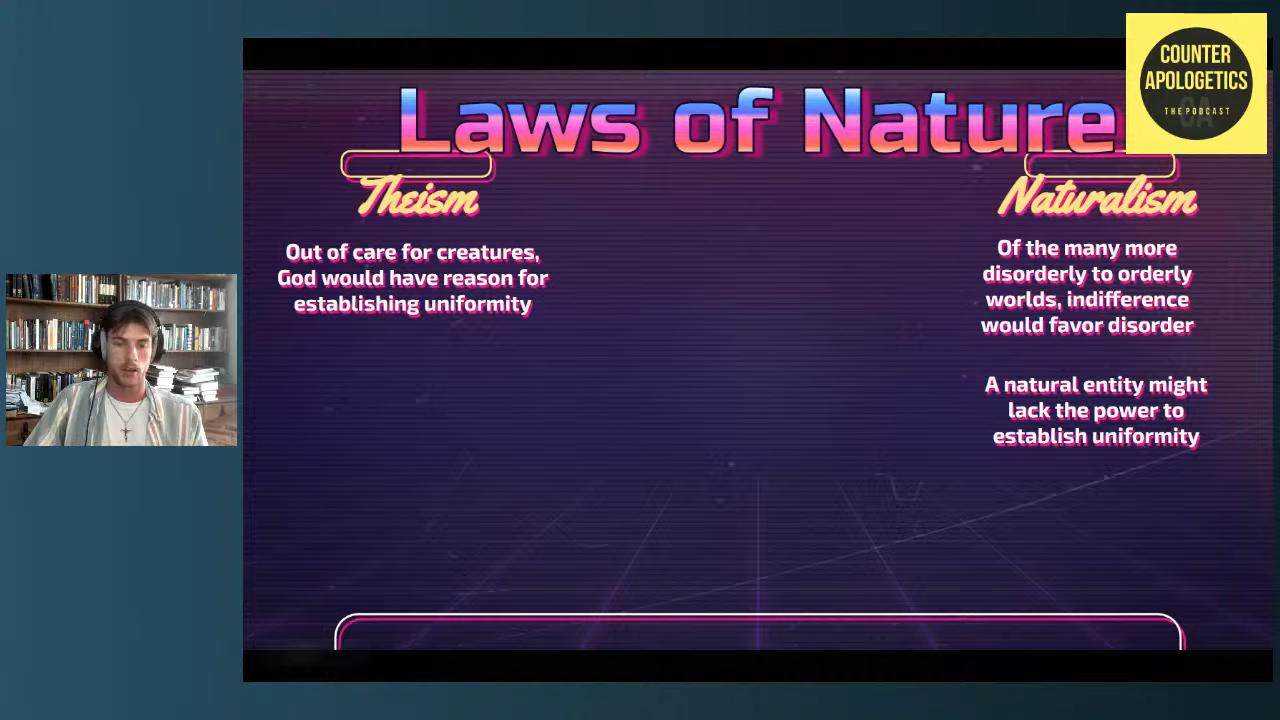 COUNTER
APOLOGETICS
THE PODCAST
CA
Laws of Nature
Theism
Out of care for creatures,
God would have reason for
establishing uniformity
Naturalism
Of the many more
disorderly to orderly
worlds, indifference
would favor disorder
A natural entity might
lack the power to
establish uniformity